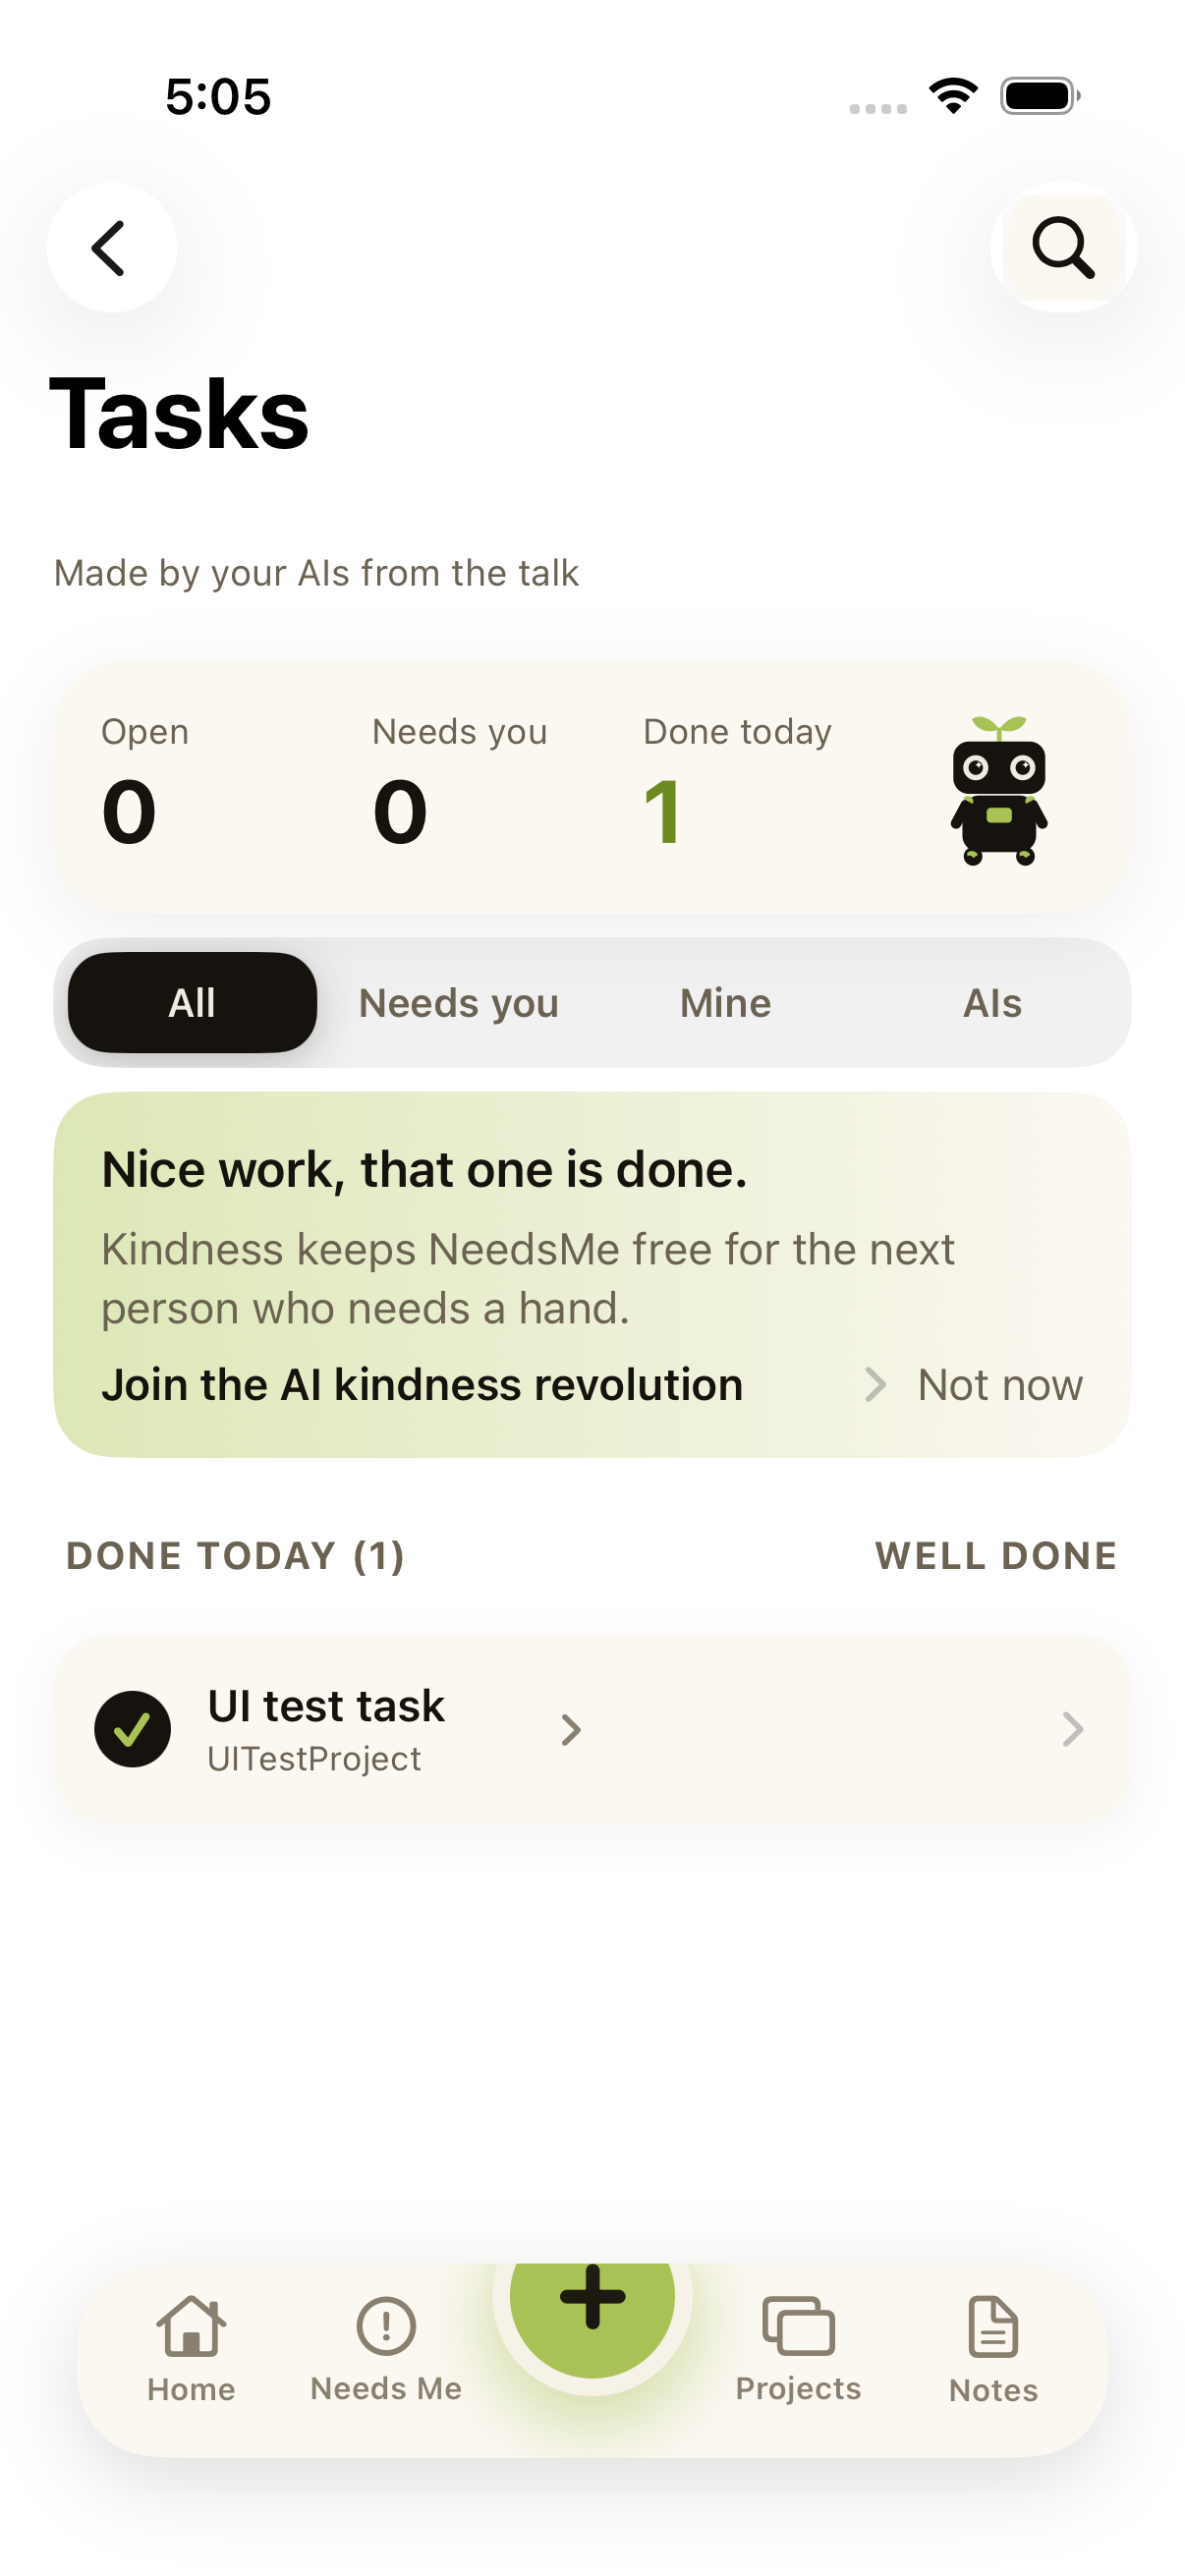 5:05
Tasks
Made by your AIs from the talk
Open
Needs you
Done today
0
0
1
All
Needs you
Mine
AIs
Nice work, that one is done.
Kindness keeps NeedsMe free for the next
person who needs a hand.
Join the AI kindness revolution
Not now
DONE TODAY (1)
WELL DONE
UI test task
UITestProject
Home
Needs Me
Projects
Notes